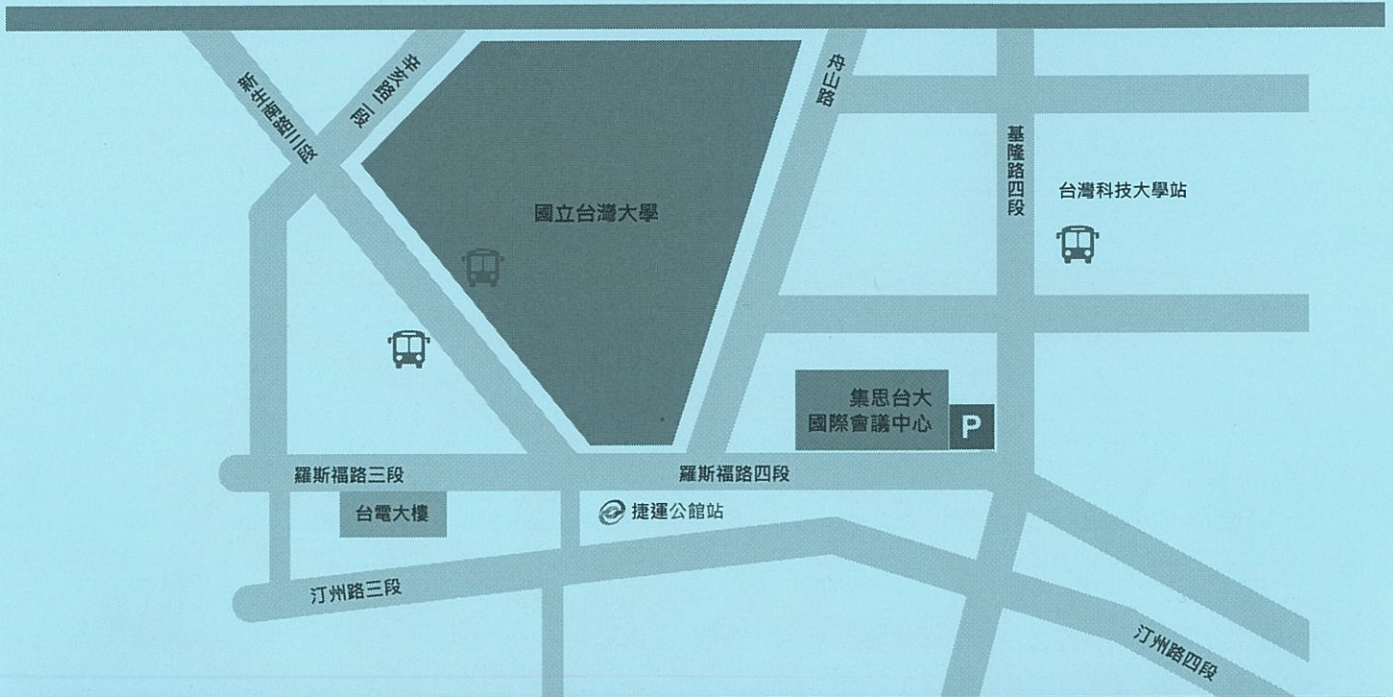 辛亥路二段
新生南路三段
舟山路
基隆路四段
台灣科技大學站
國立台灣大學
集思台大
國際會議中心
P
羅斯福路三段
羅斯福路四段
台電大樓
捷運公館站
汀州路三段
汀州路四段